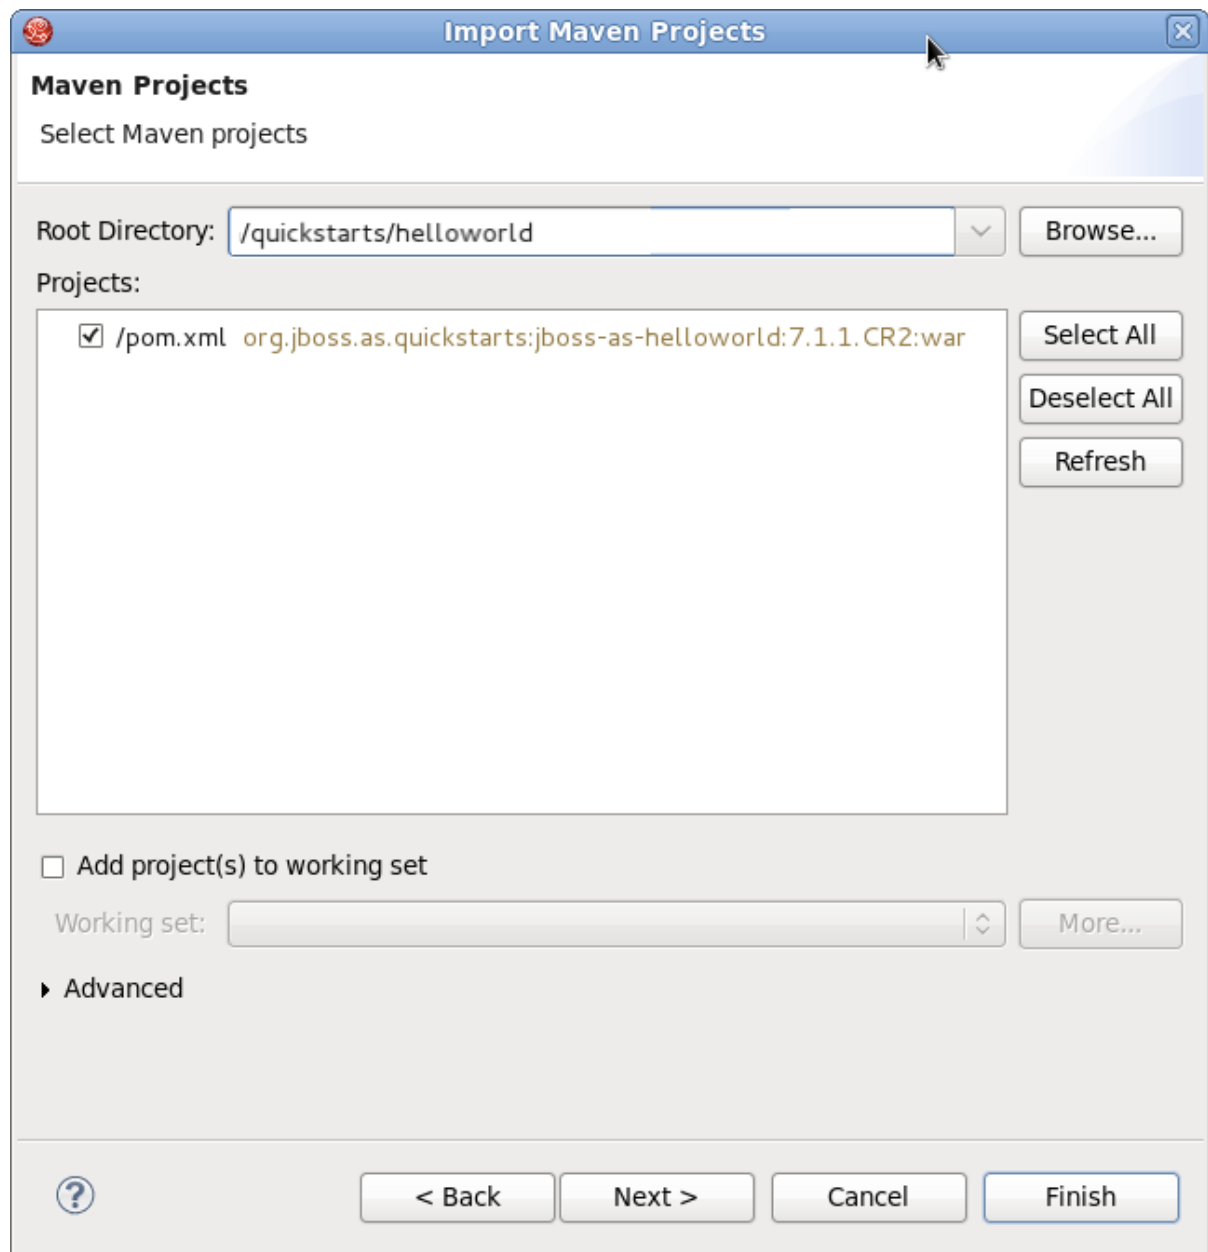 Import Maven Projects
Maven Projects
Select Maven projects
Root Directory: /quickstarts/helloworld Browse...
Projects:
/pom.xml org.jboss.as.quickstarts:jboss-as-helloworld:7.1.1.CR2:war
Select All
Deselect All
Refresh
Add project(s) to working set
Working set: More...
Advanced
? < Back Next > Cancel Finish